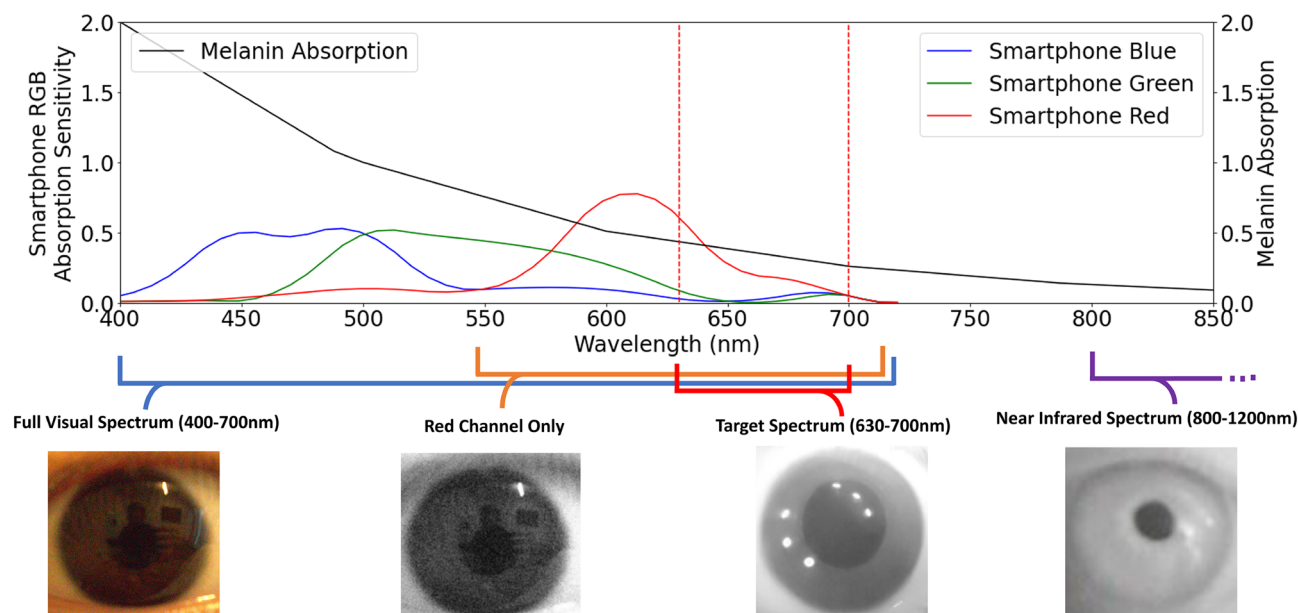 Melanin Absorption
Smartphone Blue
Smartphone Green
Smartphone Red
Smartphone RGB
Absorption Sensitivity
Melanin Absorption
2.0
1.5
1.0
0.5
0.0
2.0
1.5
1.0
0.5
0.0
400 450 500 550 600 650 700 750 800 850
Wavelength (nm)
Full Visual Spectrum (400-700nm)
Red Channel Only
Target Spectrum (630-700nm)
Near Infrared Spectrum (800-1200nm)